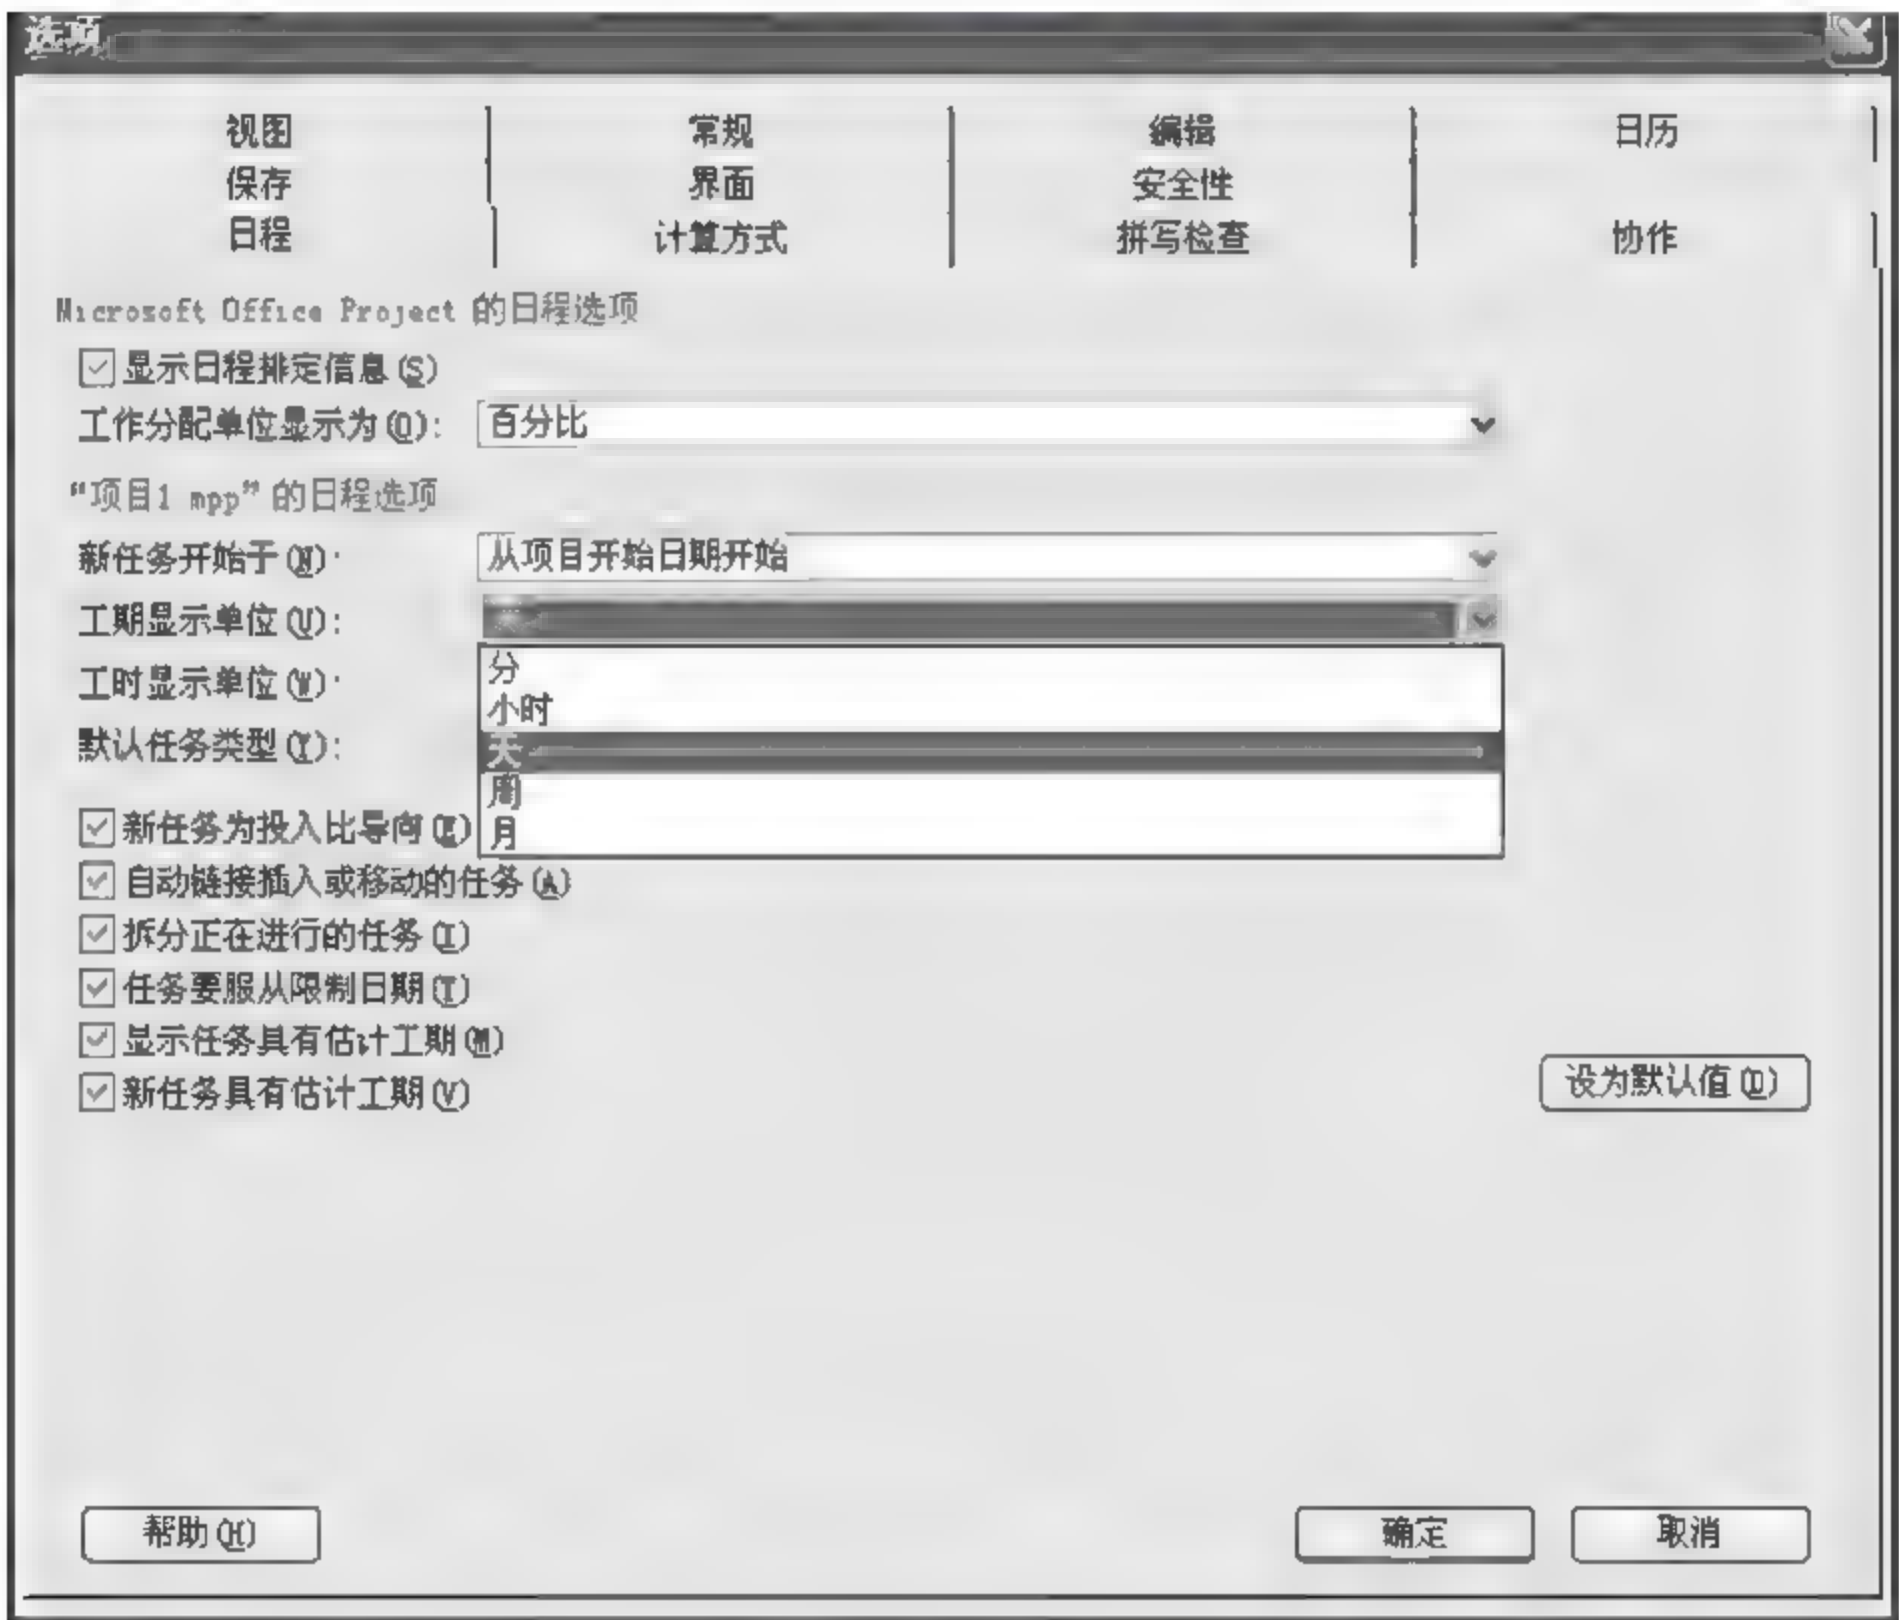 选项
视图 常规 编辑 日历
保存 界面 安全性
日程 计算方式 拼写检查 协作
Microsoft Office Project 的日程选项
显示日程排定信息(S)
工作分配单位显示为(O): 百分比
“项目1 mpp”的日程选项
新任务开始于(N): 从项目开始日期开始
工期显示单位(U): 天
分
工时显示单位(W):
小时
默认任务类型(Y): 天
周
新任务为投入比导向(E) 月
自动链接插入或移动的任务(A)
拆分正在进行的任务(I)
任务要服从限制日期(T)
显示任务具有估计工期(M)
新任务具有估计工期(V)
设为默认值(D)
帮助(H) 确定 取消